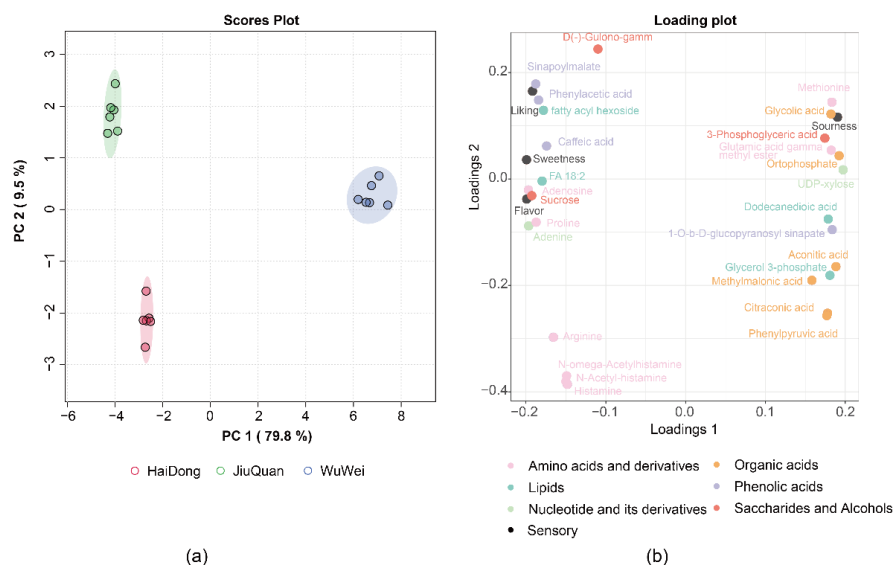 Scores Plot
PC 2 ( 9.5 %)
3
2
1
0
−1
−2
−3
−6
−4
−2
0
2
4
6
8
PC 1 ( 79.8 %)
HaiDong
JiuQuan
WuWei
(a)
Loading plot
Loadings 2
0.2
0.0
−0.2
−0.4
D(-)-Gulono-gamm
Sinapoylmalate
Phenylacetic acid
Liking
fatty acyl hexoside
Caffeic acid
Sweetness
FA 18:2
Adenosine
Sucrose
Flavor
Proline
Adenine
Arginine
N-omega-Acetylhistamine
N-Acetyl-histamine
Histamine
Methionine
Glycolic acid
Sourness
3-Phosphoglyceric acid
Glutamic acid gamma
methyl ester
Ortophosphate
UDP-xylose
Dodecanedioic acid
1-O-b-D-glucopyranosyl sinapate
Aconitic acid
Glycerol 3-phosphate
Methylmalonic acid
Citraconic acid
Phenylpyruvic acid
−0.2
−0.1
0.0
0.1
0.2
Loadings 1
Amino acids and derivatives
Organic acids
Lipids
Phenolic acids
Nucleotide and its derivatives
Saccharides and Alcohols
Sensory
(b)